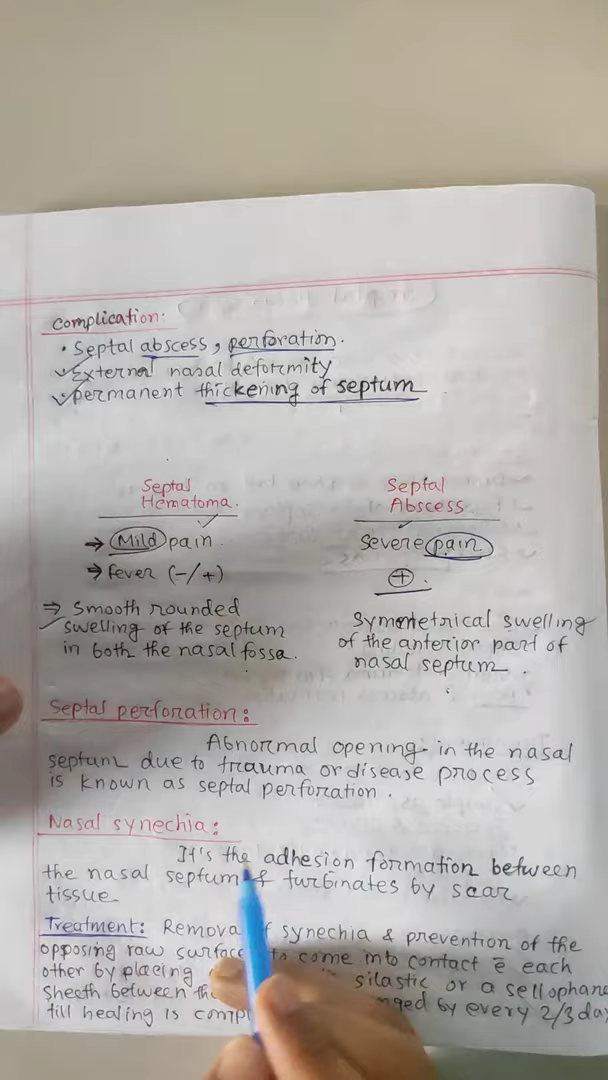 Complication:
• Septal abscess, perforation.
External nasal deformity
permanent thickening of septum
Septal Hematoma.
Septal Abscess
→ Mild pain.
Severe pain.
⇒ fever (-/+)
+ .
⇒ Smooth rounded
swelling of the septum
in both the nasal fossa.
Symmetrical swelling
of the anterior part of
nasal septum.
Septal perforation:
Abnormal opening in the nasal
septum due to trauma or disease process
is known as septal perforation.
Nasal synechia:
It's the adhesion formation between
the nasal septum & turbinates by scar
tissue
Treatment: Removal of synechia & prevention of the
opposing raw surface to come into contact c̄ each
other by placing silastic or a sellophane
Sheeth between the by every 2/3 day
till healing is